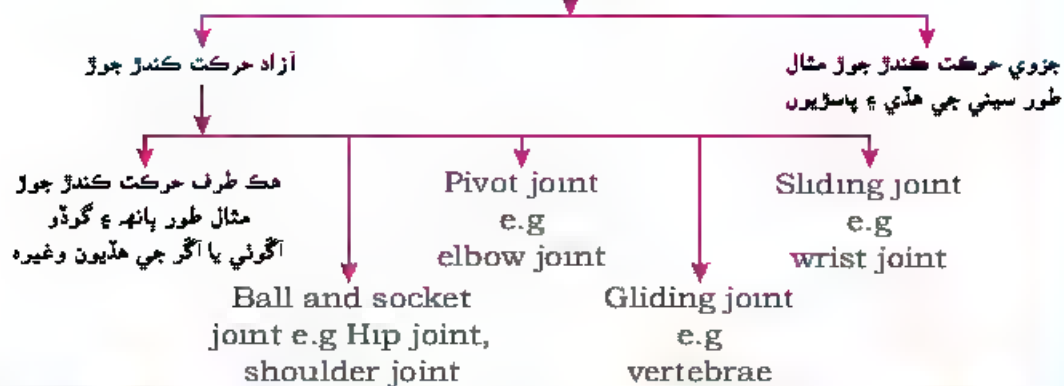 آزاد حرڪت ڪندڙ جوڙ
جزوي حرڪت ڪندڙ جوڙ مثال
طور سيني جي هڏي ۽ پاسڙيون
هڪ طرف حرڪت ڪندڙ جوڙ
مثال طور ٻانهه ۽ گوڏو
آڱوٺي يا آڱر جي هڏيون وغيره
Pivot joint
e.g
elbow joint
Sliding joint
e.g
wrist joint
Ball and socket
joint e.g Hip joint,
shoulder joint
Gliding joint
e.g
vertebrae